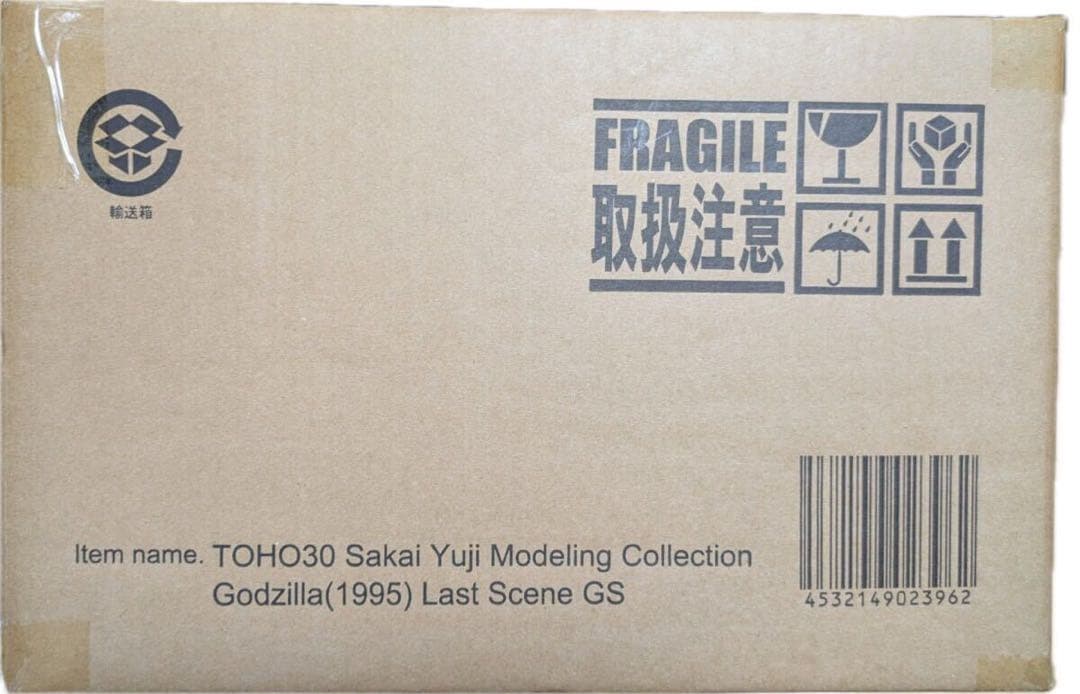 輸送箱
FRAGILE
取扱注意
Item name. TOHO30 Sakai Yuji Modeling Collection
Godzilla(1995) Last Scene GS
4532149023962